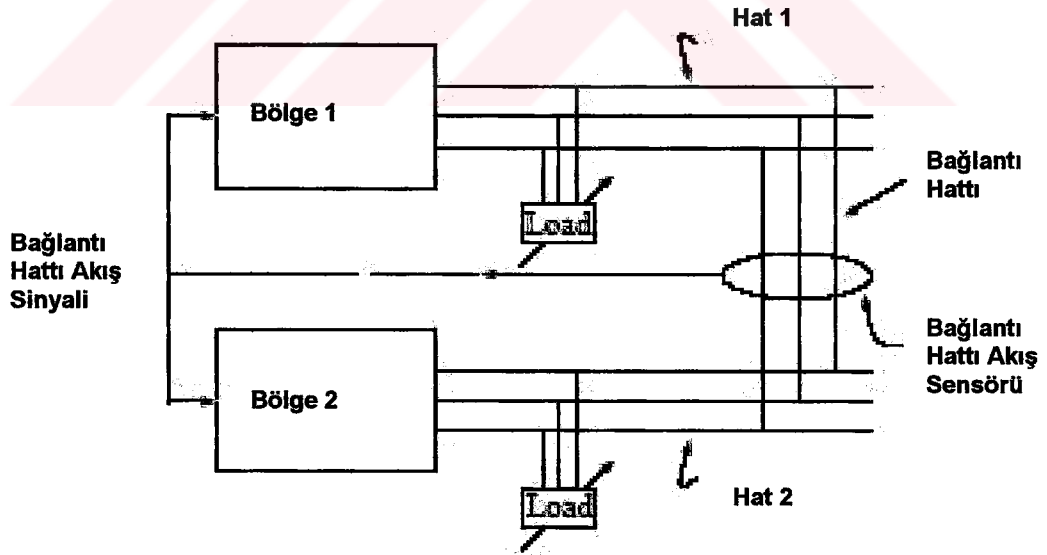 Hat 1
Bölge 1
Bağlantı
Hattı
Load
Bağlantı
Hattı Akış
Sinyali
Bağlantı
Hattı Akış
Sensörü
Bölge 2
Load
Hat 2